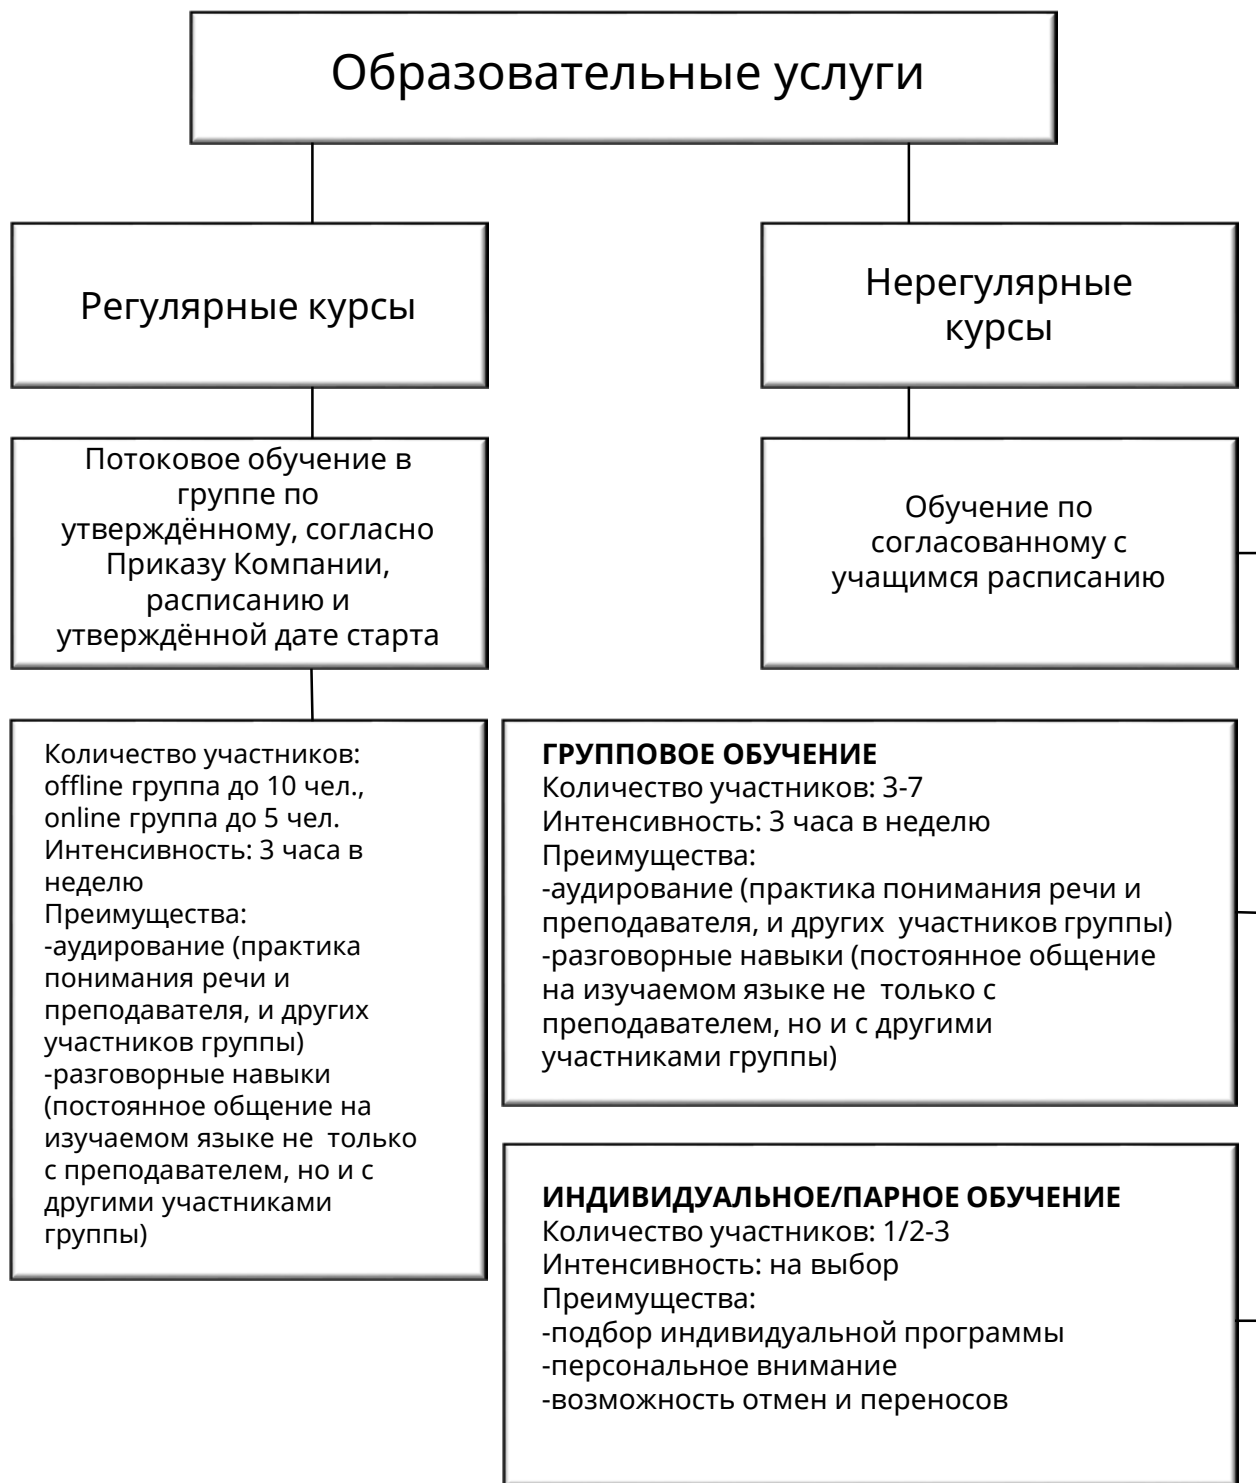 Образовательные услуги
Регулярные курсы
Нерегулярные
курсы
Потоковое обучение в
группе по
утверждённому, согласно
Приказу Компании,
расписанию и
утверждённой дате старта
Обучение по
согласованному с
учащимся расписанию
Количество участников:
offline группа до 10 чел.,
online группа до 5 чел.
Интенсивность: 3 часа в
неделю
Преимущества:
-аудирование (практика
понимания речи и
преподавателя, и других
участников группы)
-разговорные навыки
(постоянное общение на
изучаемом языке не  только
с преподавателем, но и с
другими участниками
группы)
ГРУППОВОЕ ОБУЧЕНИЕ
Количество участников: 3-7
Интенсивность: 3 часа в неделю
Преимущества:
-аудирование (практика понимания речи и
преподавателя, и других  участников группы)
-разговорные навыки (постоянное общение
на изучаемом языке не  только с
преподавателем, но и с другими
участниками группы)
ИНДИВИДУАЛЬНОЕ/ПАРНОЕ ОБУЧЕНИЕ
Количество участников: 1/2-3
Интенсивность: на выбор
Преимущества:
-подбор индивидуальной программы
-персональное внимание
-возможность отмен и переносов